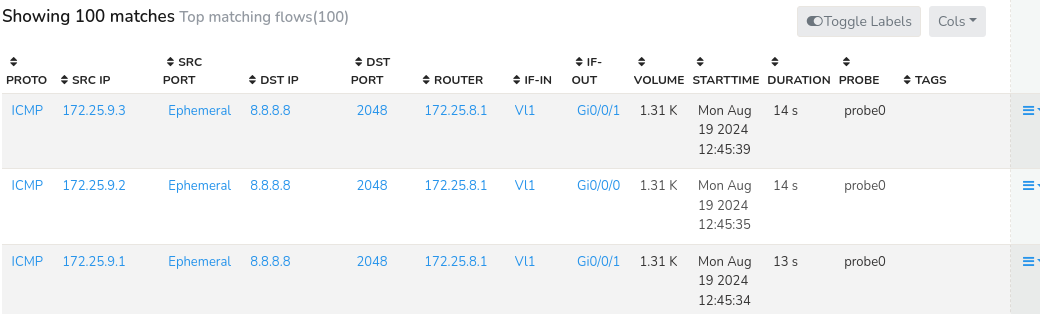 Showing 100 matches Top matching flows(100)
Toggle Labels Cols
PROTO SRC IP SRC PORT DST IP DST PORT ROUTER IF-IN IF-OUT VOLUME STARTTIME DURATION PROBE TAGS
ICMP 172.25.9.3 Ephemeral 8.8.8.8 2048 172.25.8.1 Vl1 Gi0/0/1 1.31 K Mon Aug 14 s probe0
19 2024
12:45:39
ICMP 172.25.9.2 Ephemeral 8.8.8.8 2048 172.25.8.1 Vl1 Gi0/0/0 1.31 K Mon Aug 14 s probe0
19 2024
12:45:35
ICMP 172.25.9.1 Ephemeral 8.8.8.8 2048 172.25.8.1 Vl1 Gi0/0/1 1.31 K Mon Aug 13 s probe0
19 2024
12:45:34